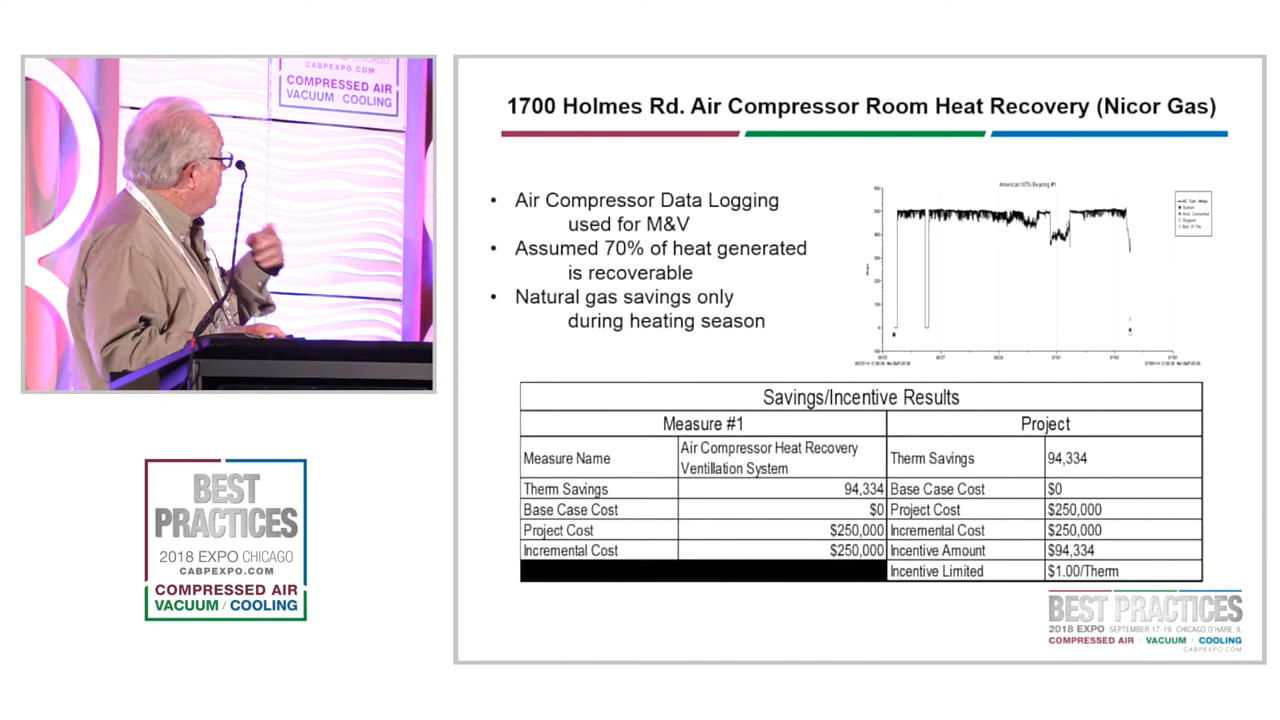 CABPEXPO.COM
COMPRESSED AIR
VACUUM / COOLING
BEST
PRACTICES
2018 EXPO CHICAGO
CABPEXPO.COM
COMPRESSED AIR
VACUUM / COOLING
1700 Holmes Rd. Air Compressor Room Heat Recovery (Nicor Gas)
• Air Compressor Data Logging
used for M&V
• Assumed 70% of heat generated
is recoverable
• Natural gas savings only
during heating season
American NTN Bearing #1
Savings/Incentive Results
Measure #1 Project
Measure Name Air Compressor Heat Recovery Ventillation System Therm Savings 94,334
Therm Savings 94,334 Base Case Cost $0
Base Case Cost $0 Project Cost $250,000
Project Cost $250,000 Incremental Cost $250,000
Incremental Cost $250,000 Incentive Amount $94,334
Incentive Limited $1.00/Therm
BEST PRACTICES
2018 EXPO SEPTEMBER 17-19 CHICAGO O'HARE, IL
COMPRESSED AIR / VACUUM / COOLING
CABPEXPO.COM